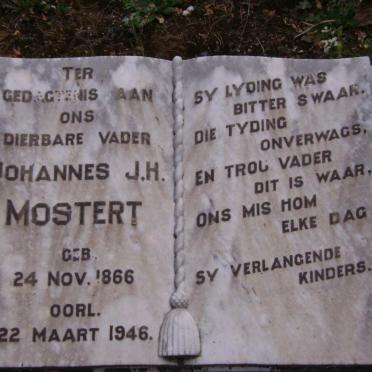 TER
GEDAGTENIS AAN
ONS
DIERBARE VADER
JOHANNES J.H.
MOSTERT
GEB.
24 NOV. 1866
OORL.
22 MAART 1946.
SY LYDING WAS
BITTER SWAAR.
DIE TYDING
ONVERWAGS,
EN TROU VADER
DIT IS WAAR,
ONS MIS HOM
ELKE DAG
SY VERLANGENDE
KINDERS.